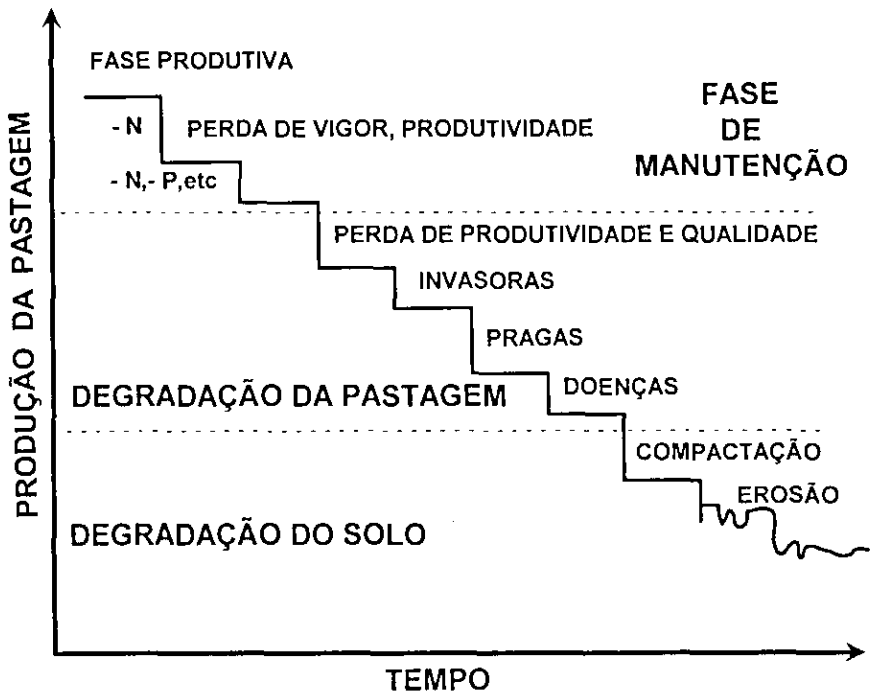 FASE PRODUTIVA
FASE
DE
MANUTENÇÃO
- N
PERDA DE VIGOR, PRODUTIVIDADE
- N,- P,etc
PERDA DE PRODUTIVIDADE E QUALIDADE
INVASORAS
PRAGAS
DEGRADAÇÃO DA PASTAGEM
DOENÇAS
COMPACTAÇÃO
EROSÃO
DEGRADAÇÃO DO SOLO
PRODUÇÃO DA PASTAGEM
TEMPO